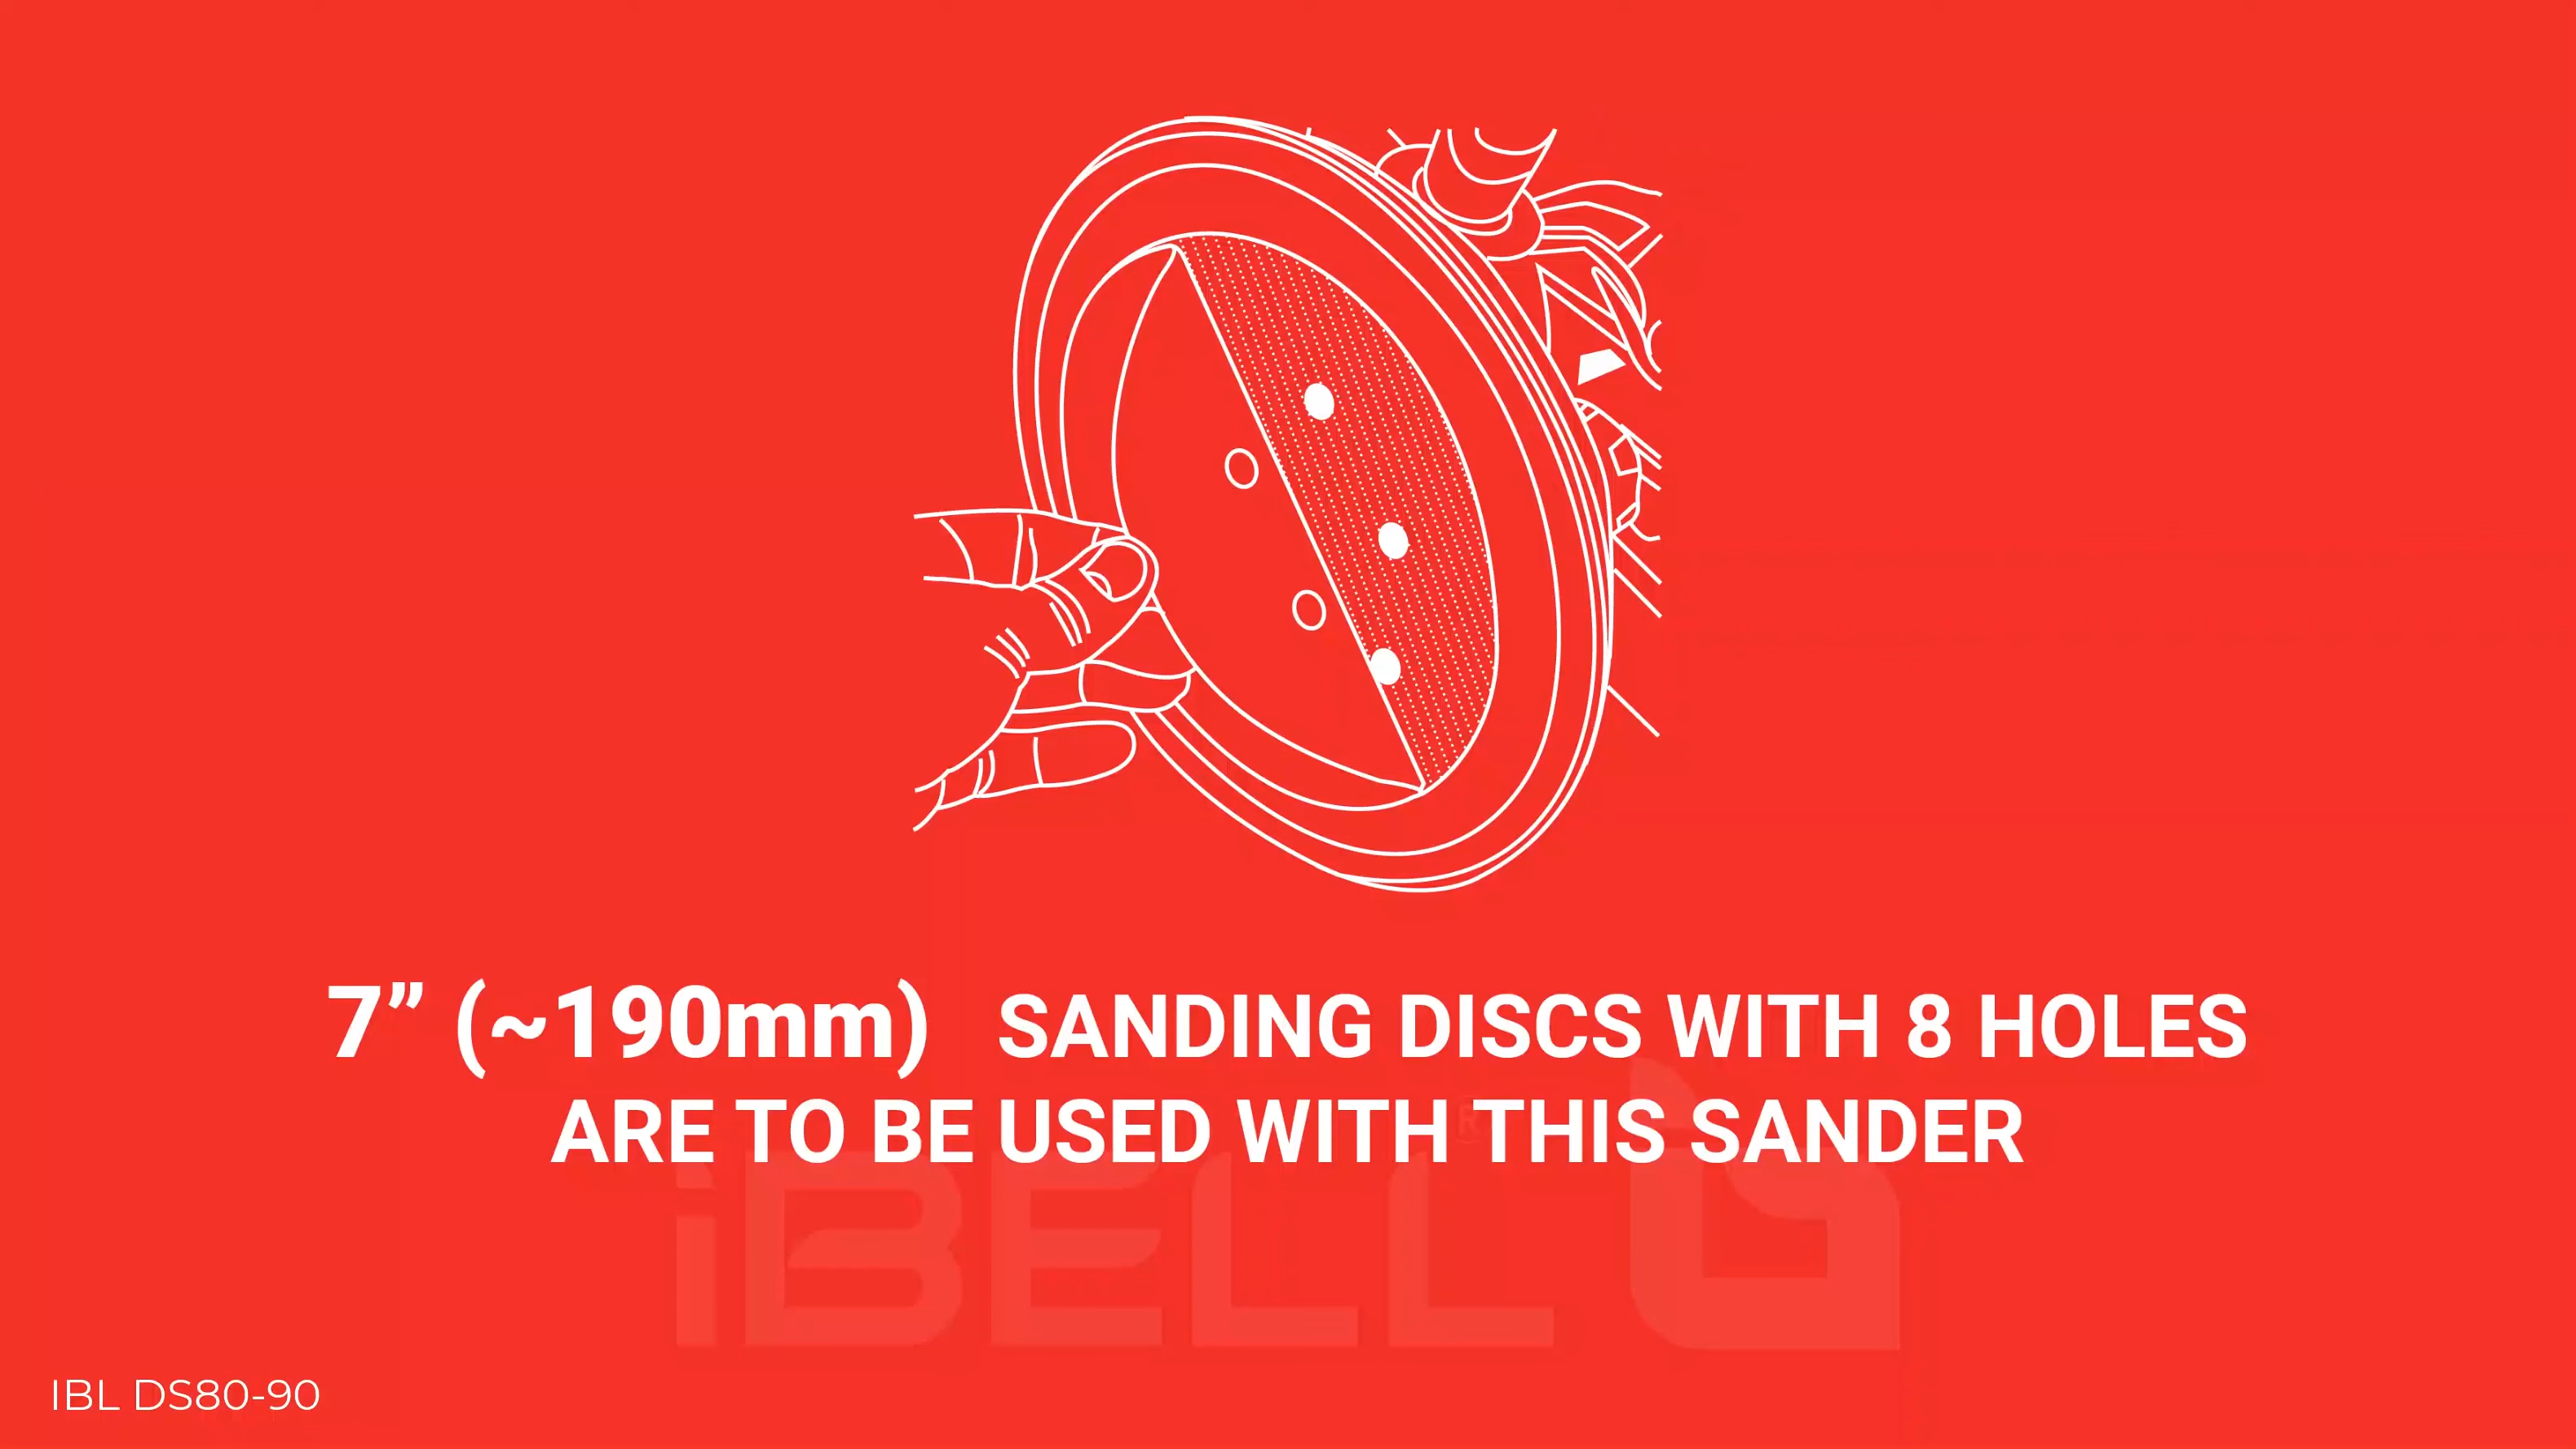 7” (~190mm) SANDING DISCS WITH 8 HOLES
ARE TO BE USED WITH THIS SANDER
iBELL
IBL DS80-90